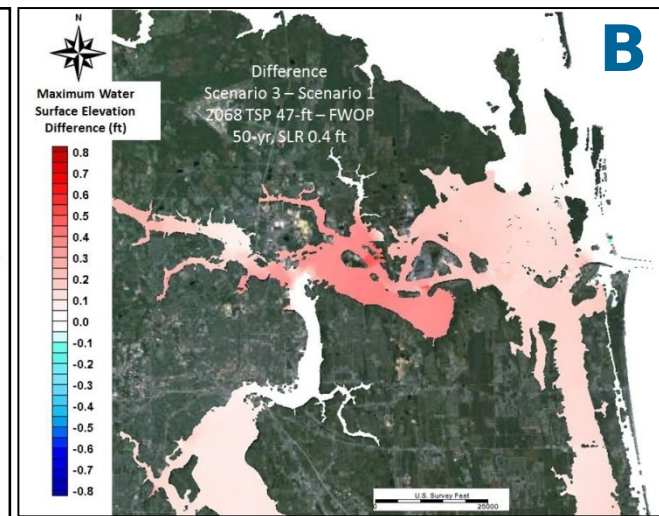 N
B
Maximum Water
Surface Elevation
Difference (ft)
Difference
Scenario 3 – Scenario 1
2068 TSP 47-ft – FWOP
50-yr, SLR 0.4 ft
0.8
0.7
0.6
0.5
0.4
0.3
0.2
0.1
0.0
-0.1
-0.2
-0.3
-0.4
-0.5
-0.6
-0.7
-0.8
U.S. Survey Feet
0
25000